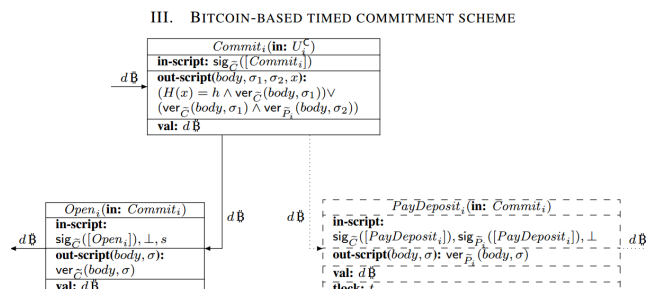 III. BITCOIN-BASED TIMED COMMITMENT SCHEME
Commit_i(in: U_i^C)
in-script: sig_C̃([Commit_i])
out-script(body, σ₁, σ₂, x):
(H(x) = h ∧ ver_C̃(body, σ₁))∨
(ver_C̃(body, σ₁) ∧ ver_P̃_i(body, σ₂))
val: d ₿
d ₿
d ₿
d ₿
Open_i(in: Commit_i)
in-script:
sig_C̃([Open_i]), ⊥, s
out-script(body, σ):
ver_C̃(body, σ)
val: d ₿
d ₿
PayDeposit_i(in: Commit_i)
in-script:
sig_C̃([PayDeposit_i]), sig_P̃_i([PayDeposit_i]), ⊥
out-script(body, σ): ver_P̃_i(body, σ)
val: d ₿
tlock: t
d ₿